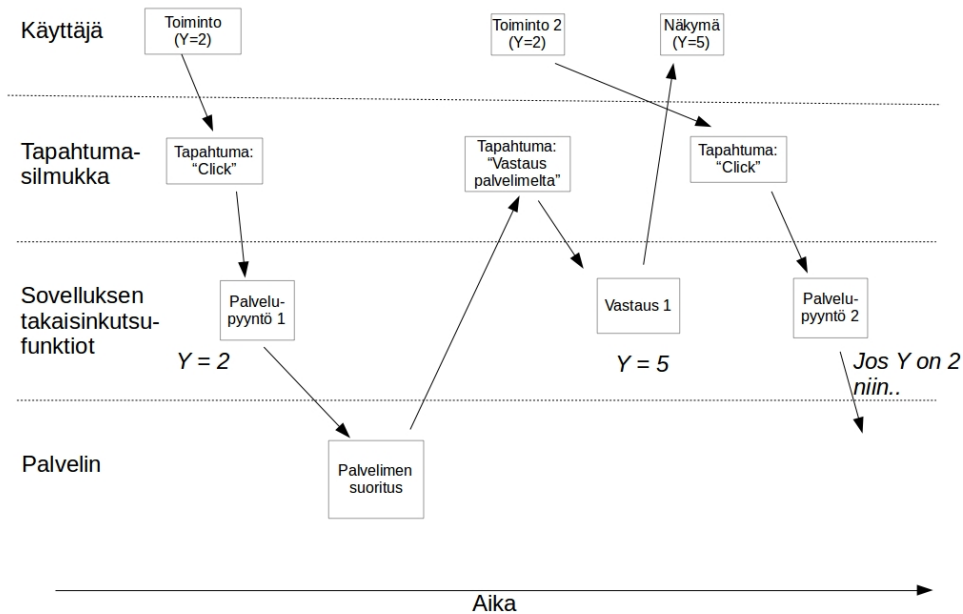 Käyttäjä
Toiminto
(Y=2)
Toiminto 2
(Y=2)
Näkymä
(Y=5)
Tapahtuma-
silmukka
Tapahtuma:
“Click”
Tapahtuma:
“Vastaus
palvelimelta”
Tapahtuma:
“Click”
Sovelluksen
takaisinkutsu-
funktiot
Palvelu-
pyyntö 1
Vastaus 1
Palvelu-
pyyntö 2
Y = 2
Y = 5
Jos Y on 2
niin..
Palvelin
Palvelimen
suoritus
Aika